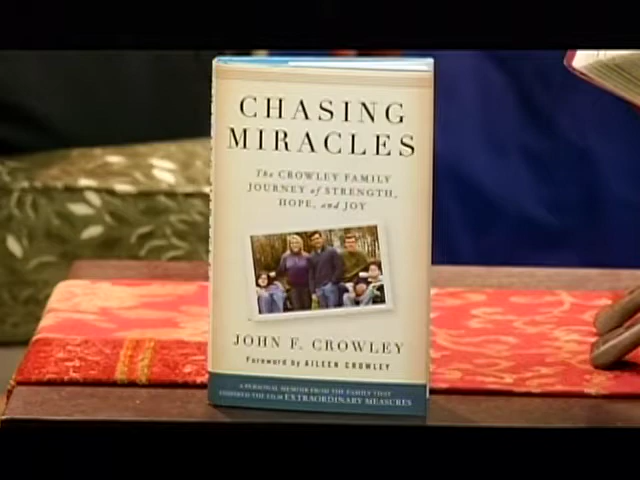 CHASING
MIRACLES
The CROWLEY FAMILY
JOURNEY of STRENGTH,
HOPE, and JOY
JOHN F. CROWLEY
Foreword by AILEEN CROWLEY
A PERSONAL MEMOIR FROM THE FAMILY THAT
INSPIRED THE FILM EXTRAORDINARY MEASURES